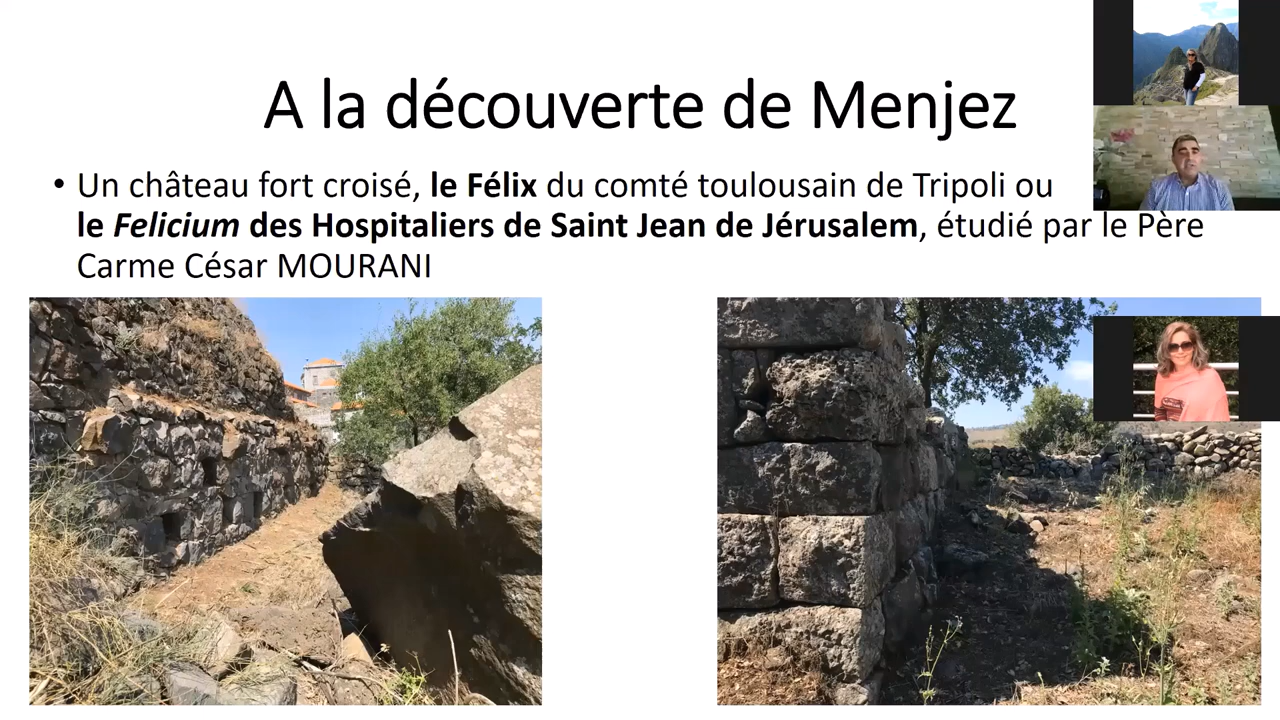 A la découverte de Menjez
• Un château fort croisé, le Félix du comté toulousain de Tripoli ou
le Felicium des Hospitaliers de Saint Jean de Jérusalem, étudié par le Père
Carme César MOURANI